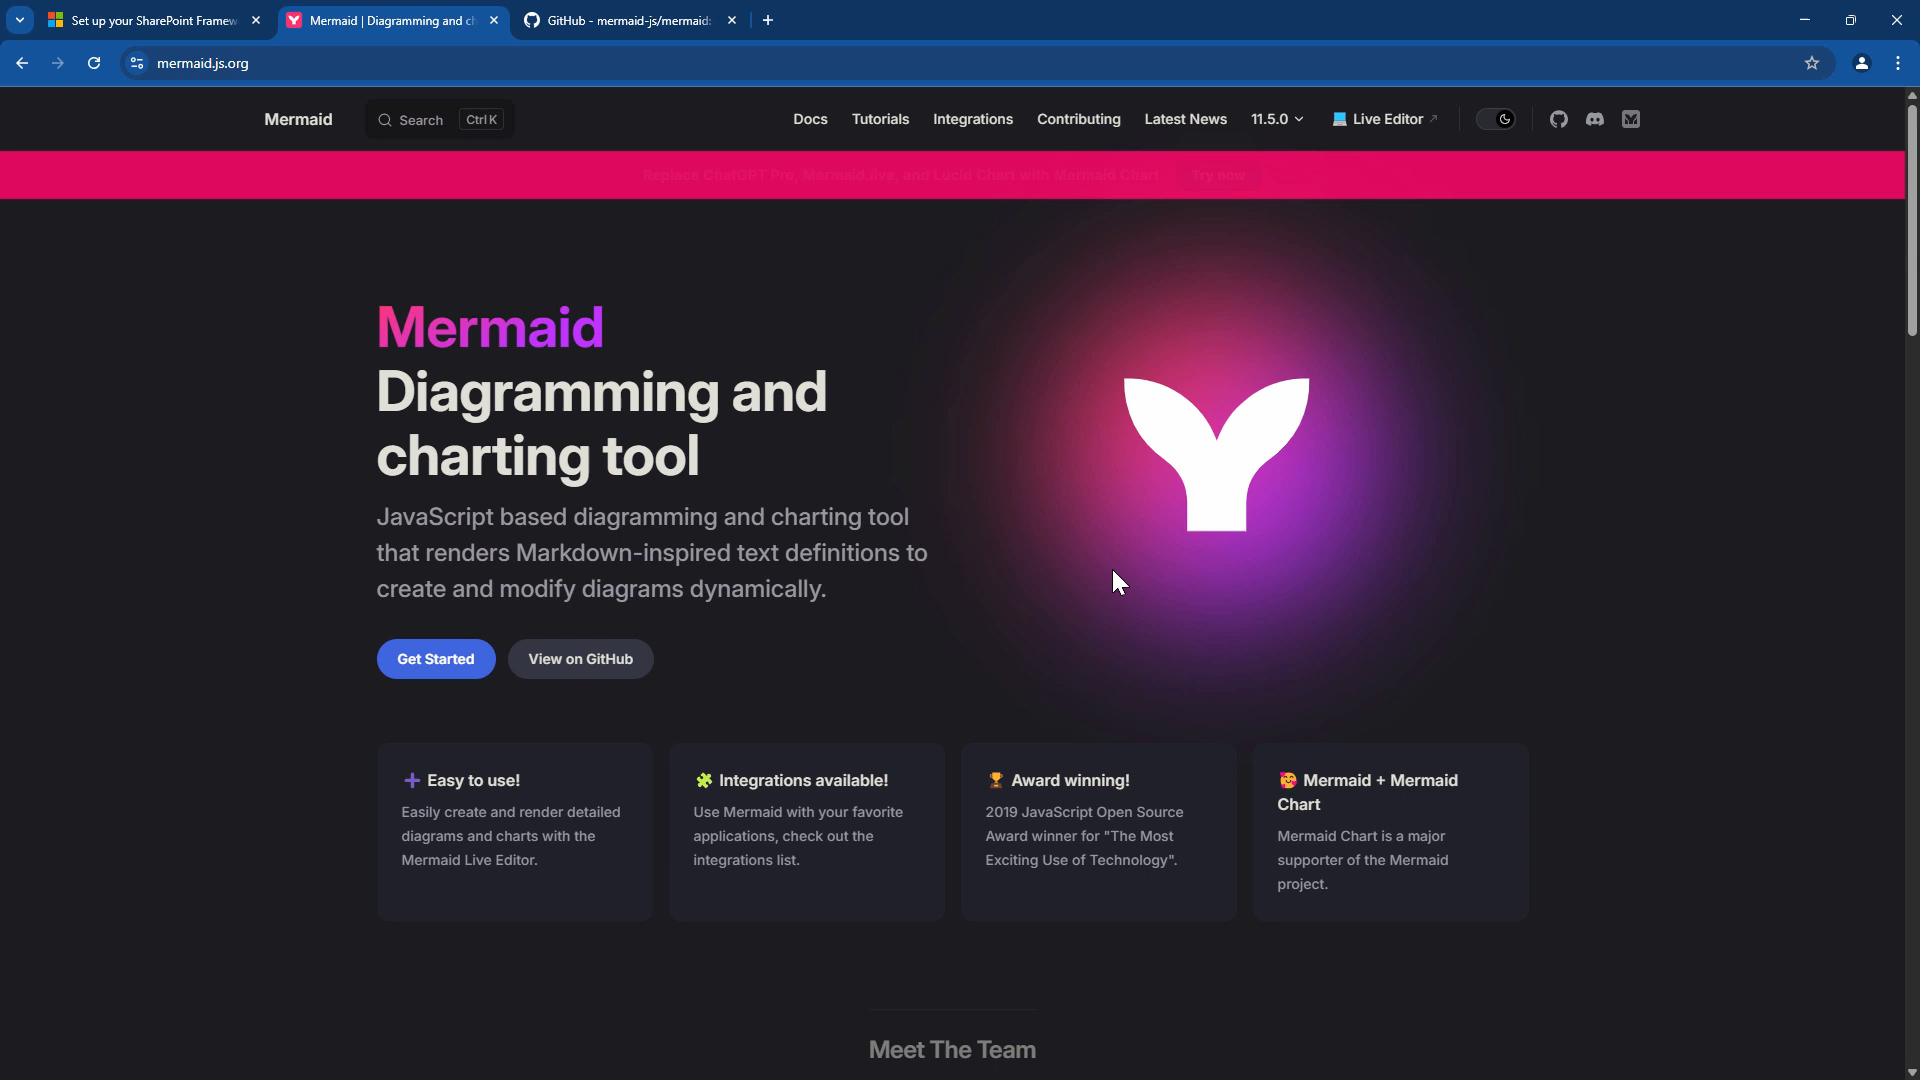 Set up your SharePoint Framew
Mermaid | Diagramming and ch
GitHub - mermaid-js/mermaid:
mermaid.js.org
Mermaid
Search
Ctrl K
Docs
Tutorials
Integrations
Contributing
Latest News
11.5.0
Live Editor
Replace ChatGPT Pro, Mermaid.live, and Lucid Chart with Mermaid Chart
Try now
Mermaid
Diagramming and
charting tool
JavaScript based diagramming and charting tool
that renders Markdown-inspired text definitions to
create and modify diagrams dynamically.
Get Started
View on GitHub
Easy to use!
Easily create and render detailed
diagrams and charts with the
Mermaid Live Editor.
Integrations available!
Use Mermaid with your favorite
applications, check out the
integrations list.
Award winning!
2019 JavaScript Open Source
Award winner for "The Most
Exciting Use of Technology".
Mermaid + Mermaid
Chart
Mermaid Chart is a major
supporter of the Mermaid
project.
Meet The Team